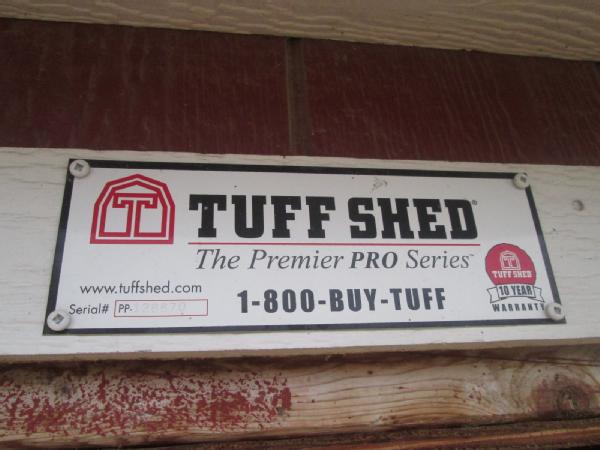 TUFF SHED®
The Premier PRO Series™
www.tuffshed.com
Serial# PP-
1-800-BUY-TUFF
TUFF SHED
10 YEAR
WARRANTY